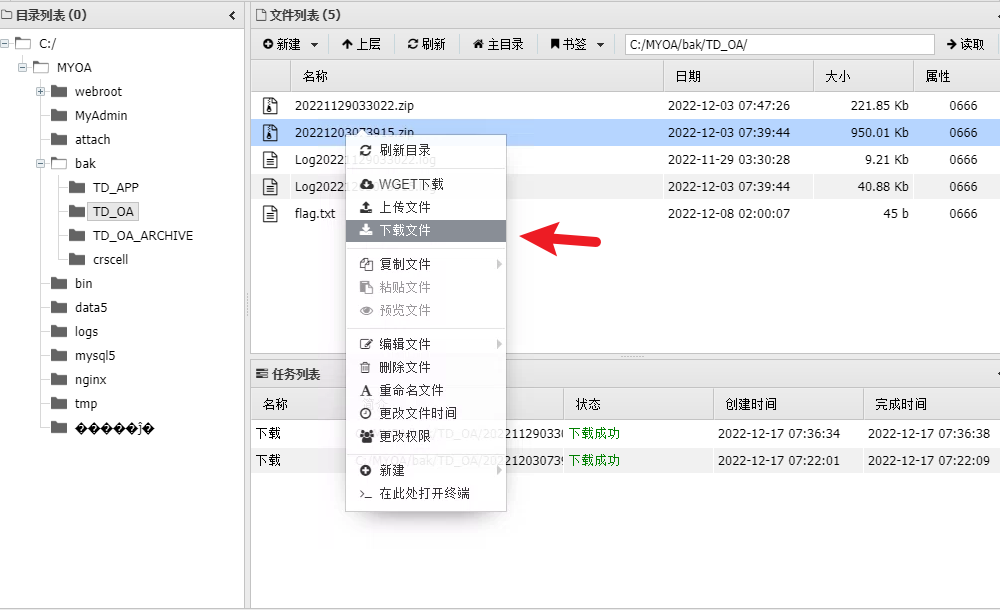 目录列表 (0)
C:/
MYOA
webroot
MyAdmin
attach
bak
TD_APP
TD_OA
TD_OA_ARCHIVE
crscell
bin
data5
logs
mysql5
nginx
tmp
�����ĵ�
文件列表 (5)
新建 上层 刷新 主目录 书签 C:/MYOA/bak/TD_OA/ 读取
名称 日期 大小 属性
20221129033022.zip 2022-12-03 07:47:26 221.85 Kb 0666
20221203073915.zip 2022-12-03 07:39:44 950.01 Kb 0666
Log20221129033022.log 2022-11-29 03:30:28 9.21 Kb 0666
Log2022 2022-12-03 07:39:44 40.88 Kb 0666
flag.txt 2022-12-08 02:00:07 45 b 0666
刷新目录
WGET下载
上传文件
下载文件
复制文件
粘贴文件
预览文件
编辑文件
删除文件
重命名文件
更改文件时间
更改权限
新建
在此处打开终端
任务列表
名称 简介 状态 创建时间 完成时间
下载 C:/MYOA/bak/TD_OA/202211290330 下载成功 2022-12-17 07:36:34 2022-12-17 07:36:38
下载 C:/MYOA/bak/TD_OA/202212030739 下载成功 2022-12-17 07:22:01 2022-12-17 07:22:09